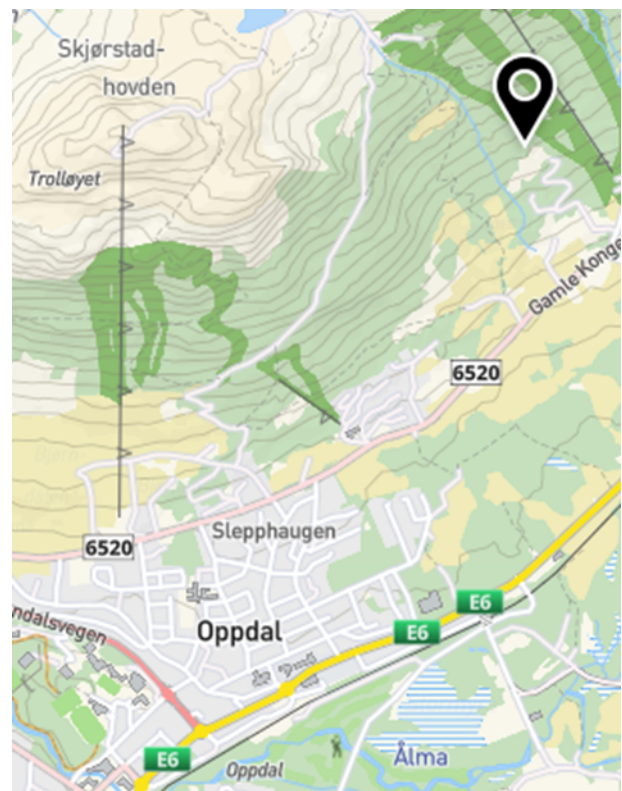 Skjørstad-
hovden
Trolløyet
Gamle Konge
6520
Slepphaugen
6520
E6
ndalsvegen
Oppdal
E6
Ålma
E6
Oppdal